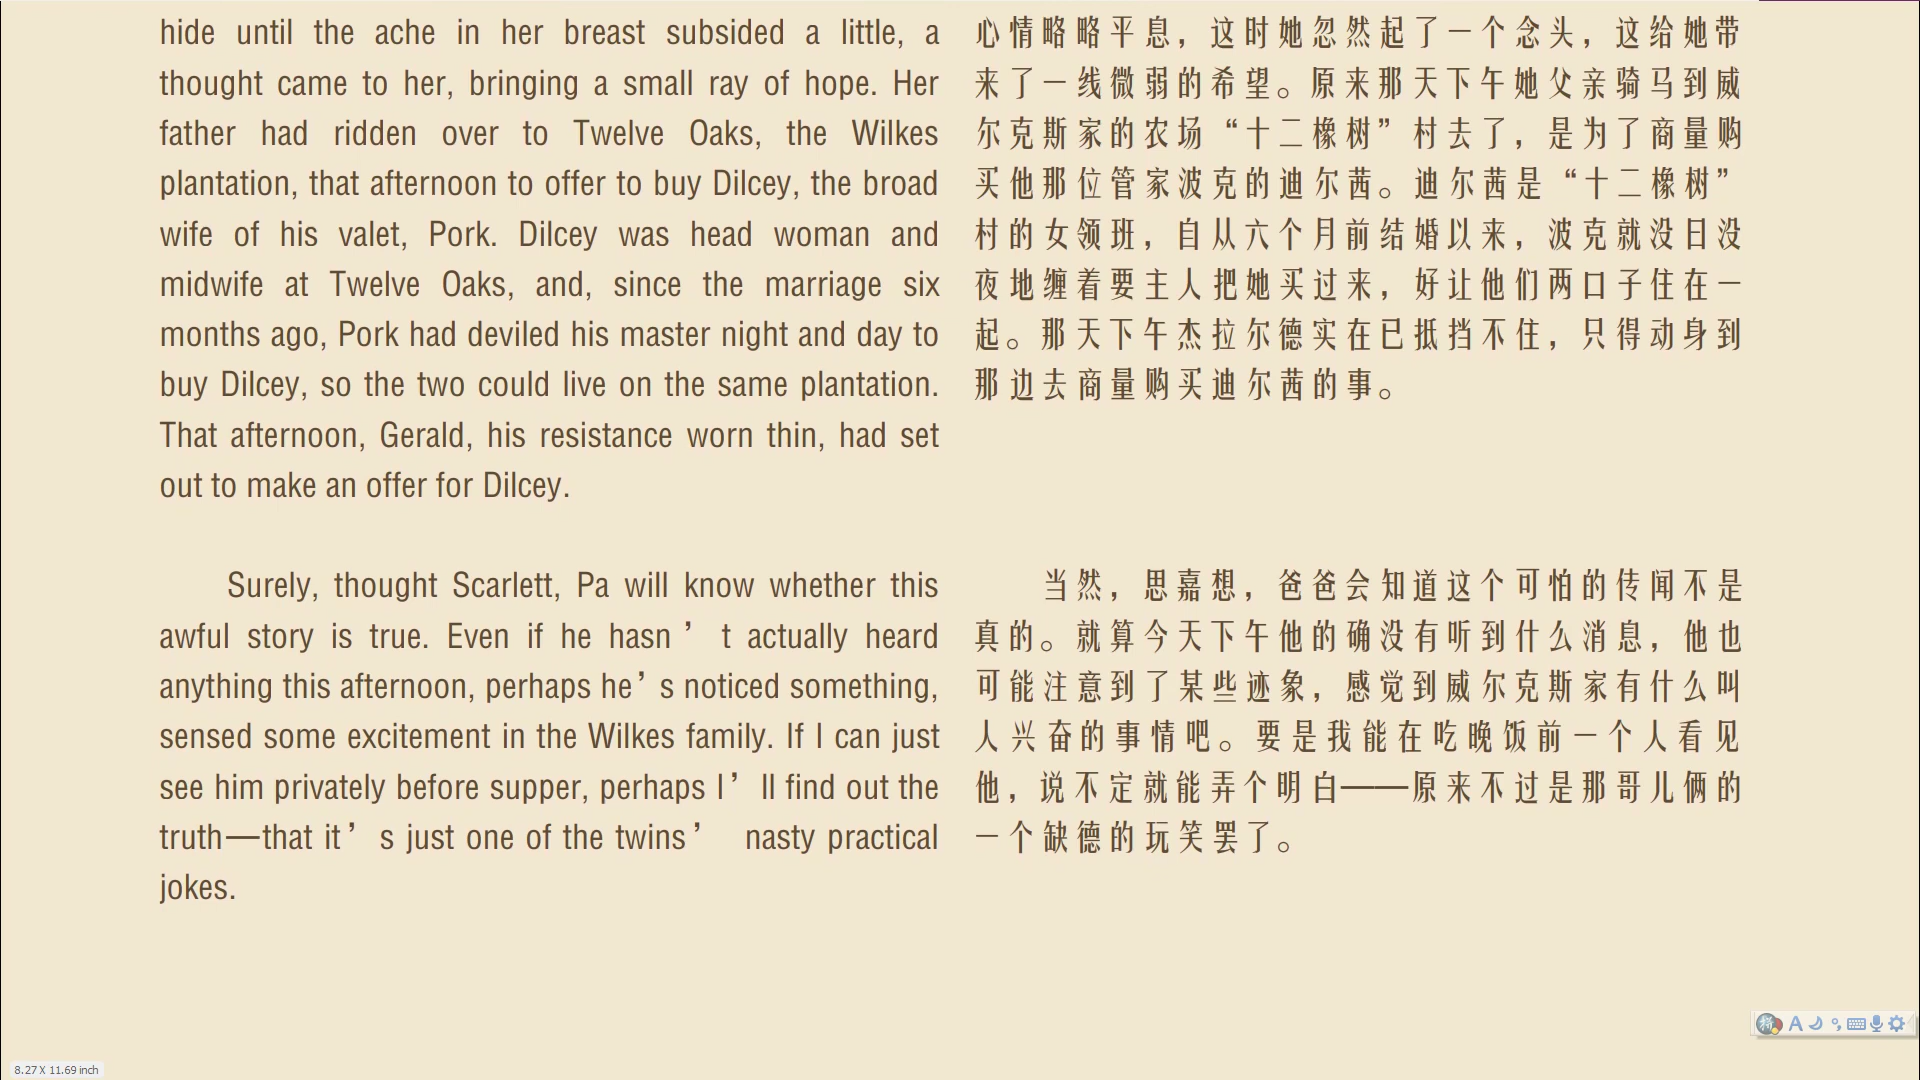 hide until the ache in her breast subsided a little, a
thought came to her, bringing a small ray of hope. Her
father had ridden over to Twelve Oaks, the Wilkes
plantation, that afternoon to offer to buy Dilcey, the broad
wife of his valet, Pork. Dilcey was head woman and
midwife at Twelve Oaks, and, since the marriage six
months ago, Pork had deviled his master night and day to
buy Dilcey, so the two could live on the same plantation.
That afternoon, Gerald, his resistance worn thin, had set
out to make an offer for Dilcey.
Surely, thought Scarlett, Pa will know whether this
awful story is true. Even if he hasn’t actually heard
anything this afternoon, perhaps he’s noticed something,
sensed some excitement in the Wilkes family. If I can just
see him privately before supper, perhaps I’ll find out the
truth—that it’s just one of the twins’ nasty practical
jokes.
心情略略平息，这时她忽然起了一个念头，这给她带
来了一线微弱的希望。原来那天下午她父亲骑马到威
尔克斯家的农场“十二橡树”村去了，是为了商量购
买他那位管家波克的迪尔茜。迪尔茜是“十二橡树”
村的女领班，自从六个月前结婚以来，波克就没日没
夜地缠着要主人把她买过来，好让他们两口子住在一
起。那天下午杰拉尔德实在已抵挡不住，只得动身到
那边去商量购买迪尔茜的事。
当然，思嘉想，爸爸会知道这个可怕的传闻不是
真的。就算今天下午他的确没有听到什么消息，他也
可能注意到了某些迹象，感觉到威尔克斯家有什么叫
人兴奋的事情吧。要是我能在吃晚饭前一个人看见
他，说不定就能弄个明白——原来不过是那哥儿俩的
一个缺德的玩笑罢了。
拼 A
8.27 X 11.69 inch